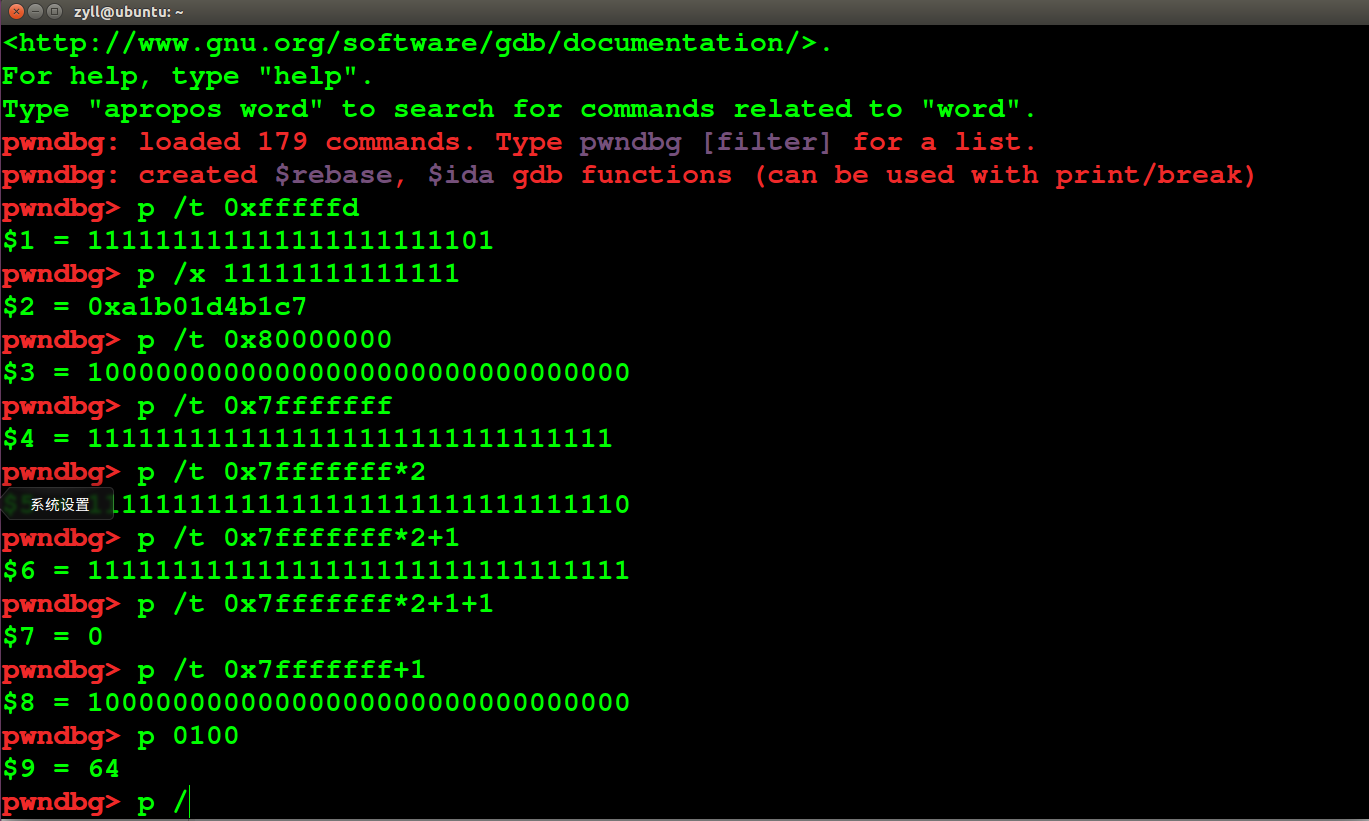 zyll@ubuntu: ~
<http://www.gnu.org/software/gdb/documentation/>.
For help, type "help".
Type "apropos word" to search for commands related to "word".
pwndbg: loaded 179 commands. Type pwndbg [filter] for a list.
pwndbg: created $rebase, $ida gdb functions (can be used with print/break)
pwndbg> p /t 0xfffffd
$1 = 111111111111111111111101
pwndbg> p /x 11111111111111
$2 = 0xa1b01d4b1c7
pwndbg> p /t 0x80000000
$3 = 10000000000000000000000000000000
pwndbg> p /t 0x7fffffff
$4 = 1111111111111111111111111111111
pwndbg> p /t 0x7fffffff*2
系统设置 1111111111111111111111111111110
pwndbg> p /t 0x7fffffff*2+1
$6 = 11111111111111111111111111111111
pwndbg> p /t 0x7fffffff*2+1+1
$7 = 0
pwndbg> p /t 0x7fffffff+1
$8 = 10000000000000000000000000000000
pwndbg> p 0100
$9 = 64
pwndbg> p /